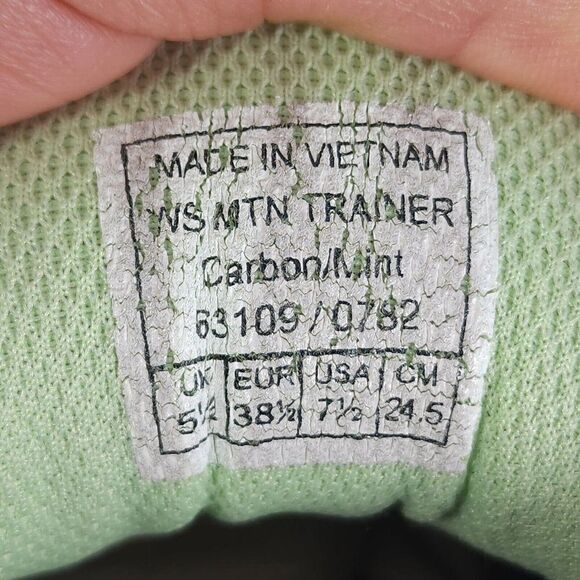 MADE IN VIETNAM
WS MTN TRAINER
Carbon/Mint
63109 / 0782
UK EUR USA CM
5½ 38½ 7½ 24.5